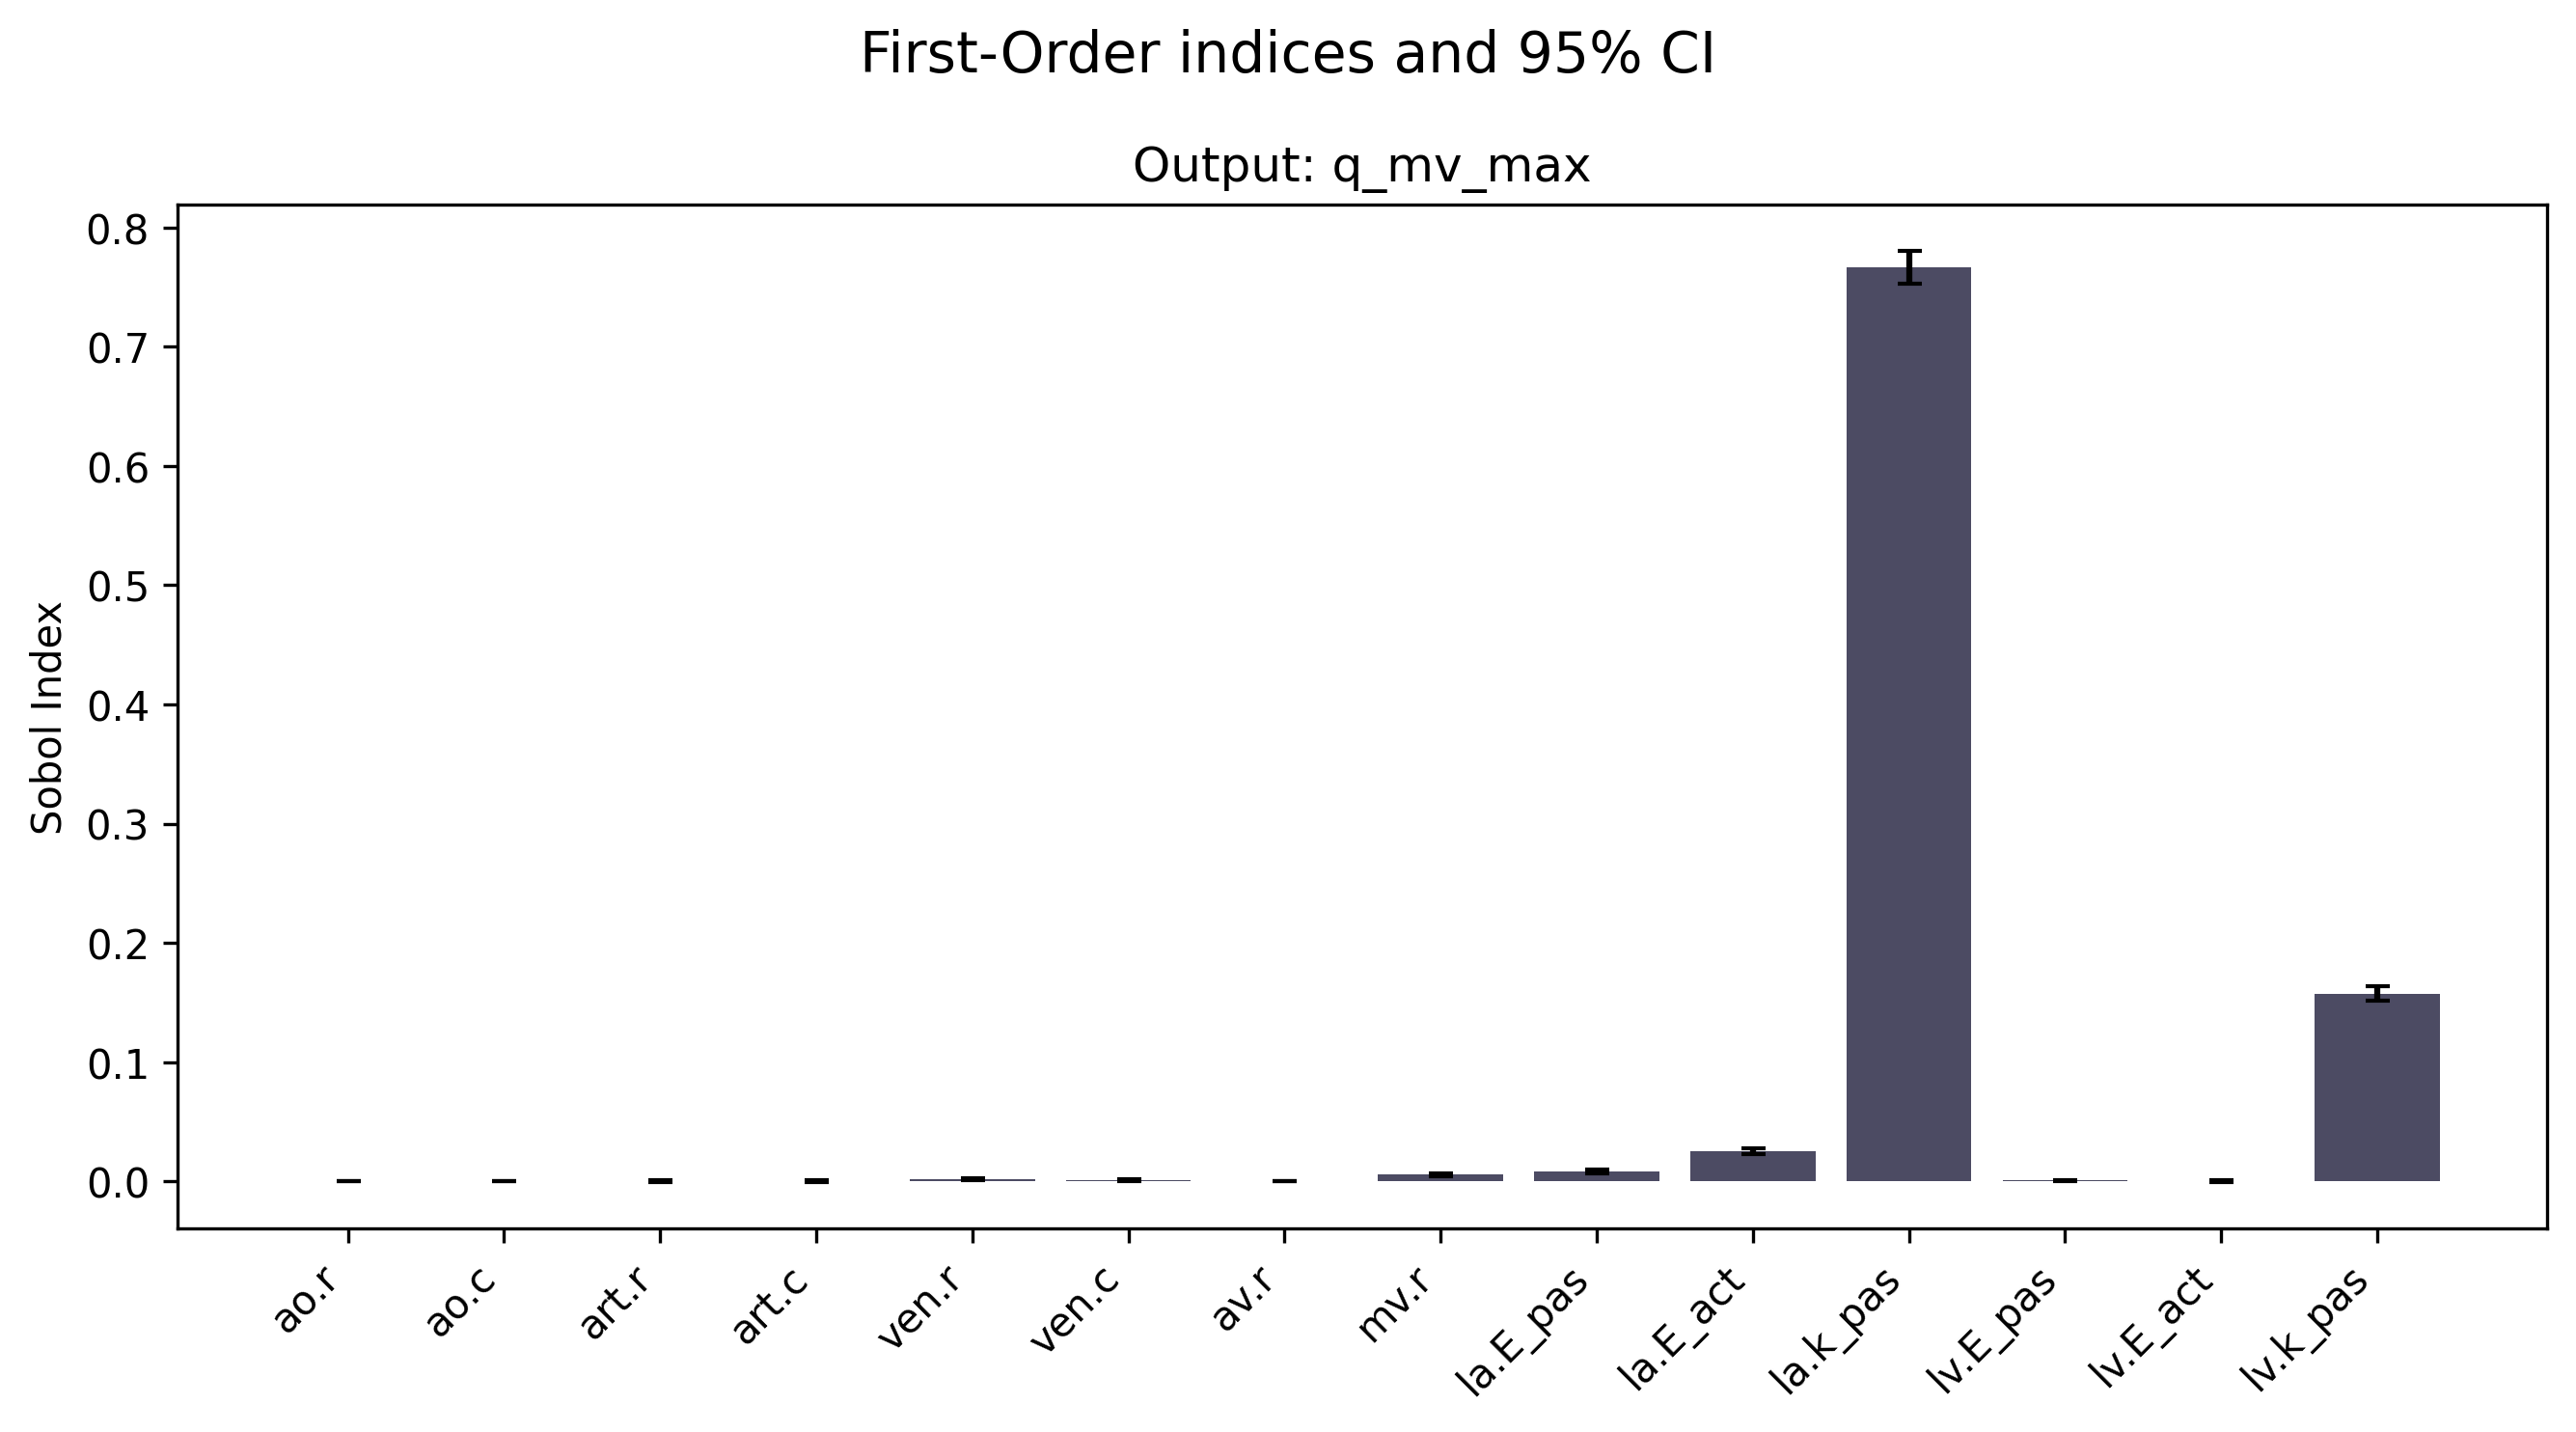 First-Order indices and 95% CI
Output: q_mv_max
Sobol Index
0.8
0.7
0.6
0.5
0.4
0.3
0.2
0.1
0.0
ao.r
ao.c
art.r
art.c
ven.r
ven.c
av.r
mv.r
la.E_pas
la.E_act
la.k_pas
lv.E_pas
lv.E_act
lv.k_pas